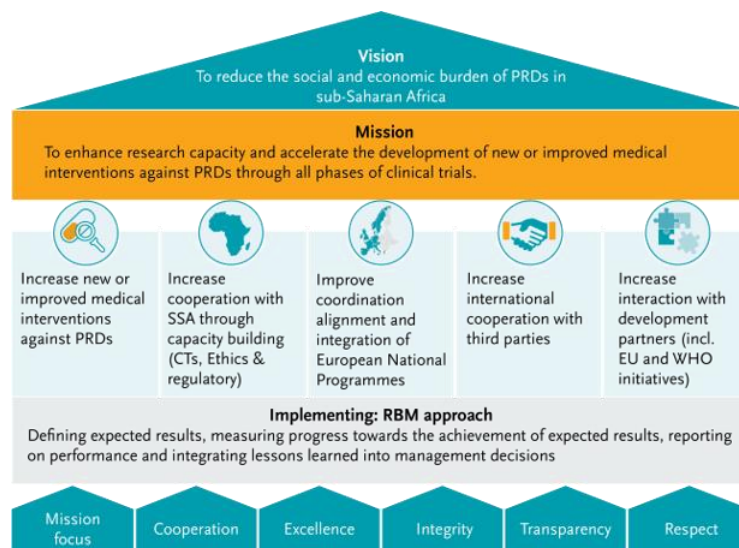 Vision
To reduce the social and economic burden of PRDs in
sub-Saharan Africa
Mission
To enhance research capacity and accelerate the development of new or improved medical
interventions against PRDs through all phases of clinical trials.
Increase new or
improved medical
interventions
against PRDs
Increase
cooperation with
SSA through
capacity building
(CTs, Ethics &
regulatory)
Improve
coordination
alignment and
integration of
European National
Programmes
Increase
international
cooperation with
third parties
Increase
interaction with
development
partners (incl.
EU and WHO
initiatives)
Implementing: RBM approach
Defining expected results, measuring progress towards the achievement of expected results, reporting
on performance and integrating lessons learned into management decisions
Mission
focus
Cooperation
Excellence
Integrity
Transparency
Respect